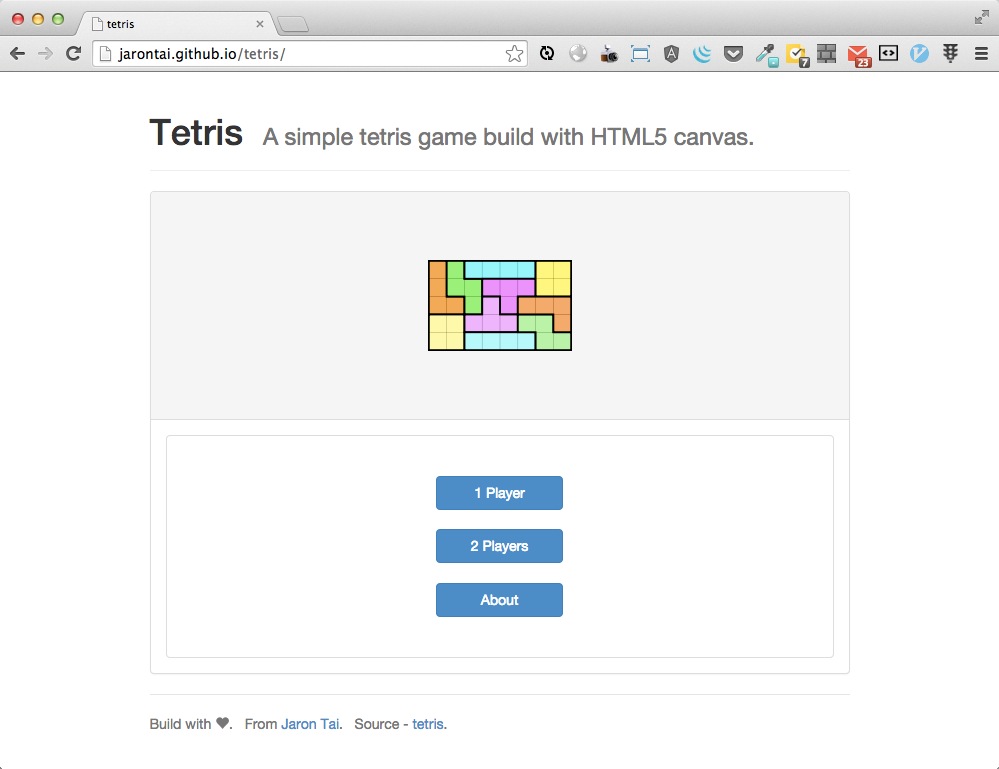 tetris
jarontai.github.io/tetris/
7
23
Tetris A simple tetris game build with HTML5 canvas.
1 Player
2 Players
About
Build with ♥. From Jaron Tai. Source - tetris.